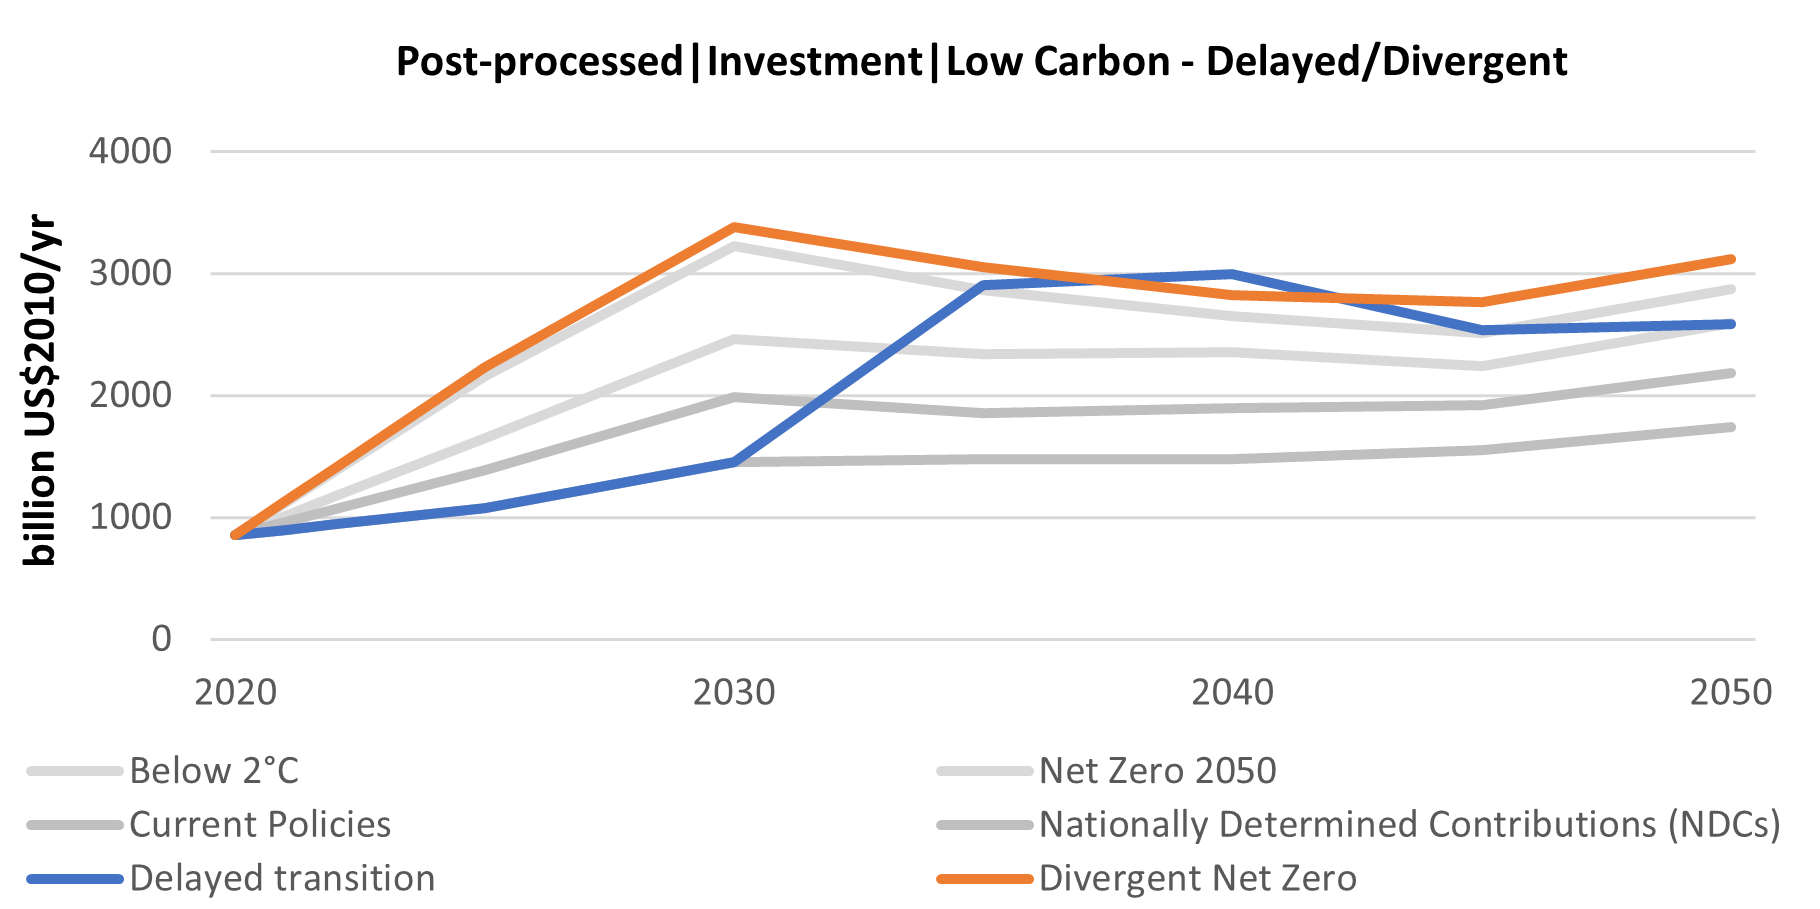 Post-processed|Investment|Low Carbon - Delayed/Divergent
billion US$2010/yr
4000
3000
2000
1000
0
2020 2030 2040 2050
Below 2°C Net Zero 2050
Current Policies Nationally Determined Contributions (NDCs)
Delayed transition Divergent Net Zero